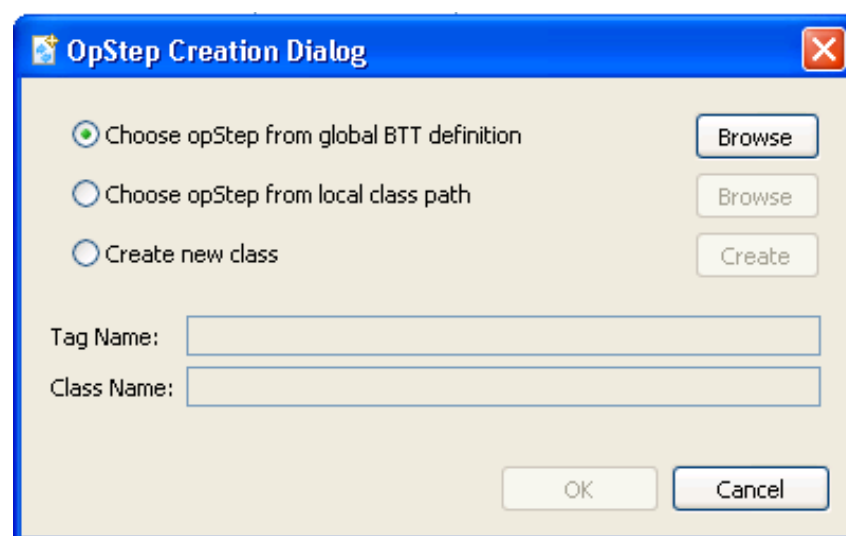 OpStep Creation Dialog
Choose opStep from global BTT definition Browse
Choose opStep from local class path Browse
Create new class Create
Tag Name:
Class Name:
OK Cancel